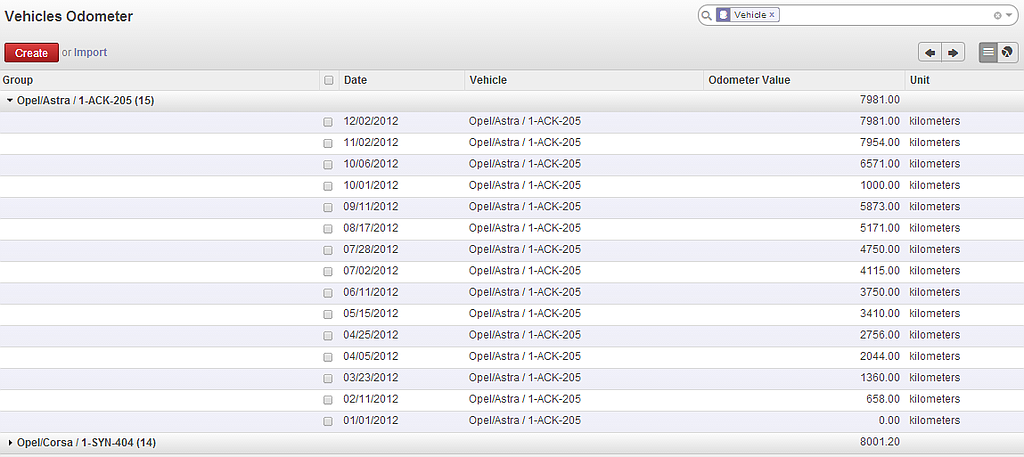 Vehicles Odometer
Vehicle x
Create or Import
Group Date Vehicle Odometer Value Unit
Opel/Astra / 1-ACK-205 (15) 7981.00
12/02/2012 Opel/Astra / 1-ACK-205 7981.00 kilometers
11/02/2012 Opel/Astra / 1-ACK-205 7954.00 kilometers
10/06/2012 Opel/Astra / 1-ACK-205 6571.00 kilometers
10/01/2012 Opel/Astra / 1-ACK-205 1000.00 kilometers
09/11/2012 Opel/Astra / 1-ACK-205 5873.00 kilometers
08/17/2012 Opel/Astra / 1-ACK-205 5171.00 kilometers
07/28/2012 Opel/Astra / 1-ACK-205 4750.00 kilometers
07/02/2012 Opel/Astra / 1-ACK-205 4115.00 kilometers
06/11/2012 Opel/Astra / 1-ACK-205 3750.00 kilometers
05/15/2012 Opel/Astra / 1-ACK-205 3410.00 kilometers
04/25/2012 Opel/Astra / 1-ACK-205 2756.00 kilometers
04/05/2012 Opel/Astra / 1-ACK-205 2044.00 kilometers
03/23/2012 Opel/Astra / 1-ACK-205 1360.00 kilometers
02/11/2012 Opel/Astra / 1-ACK-205 658.00 kilometers
01/01/2012 Opel/Astra / 1-ACK-205 0.00 kilometers
Opel/Corsa / 1-SYN-404 (14) 8001.20